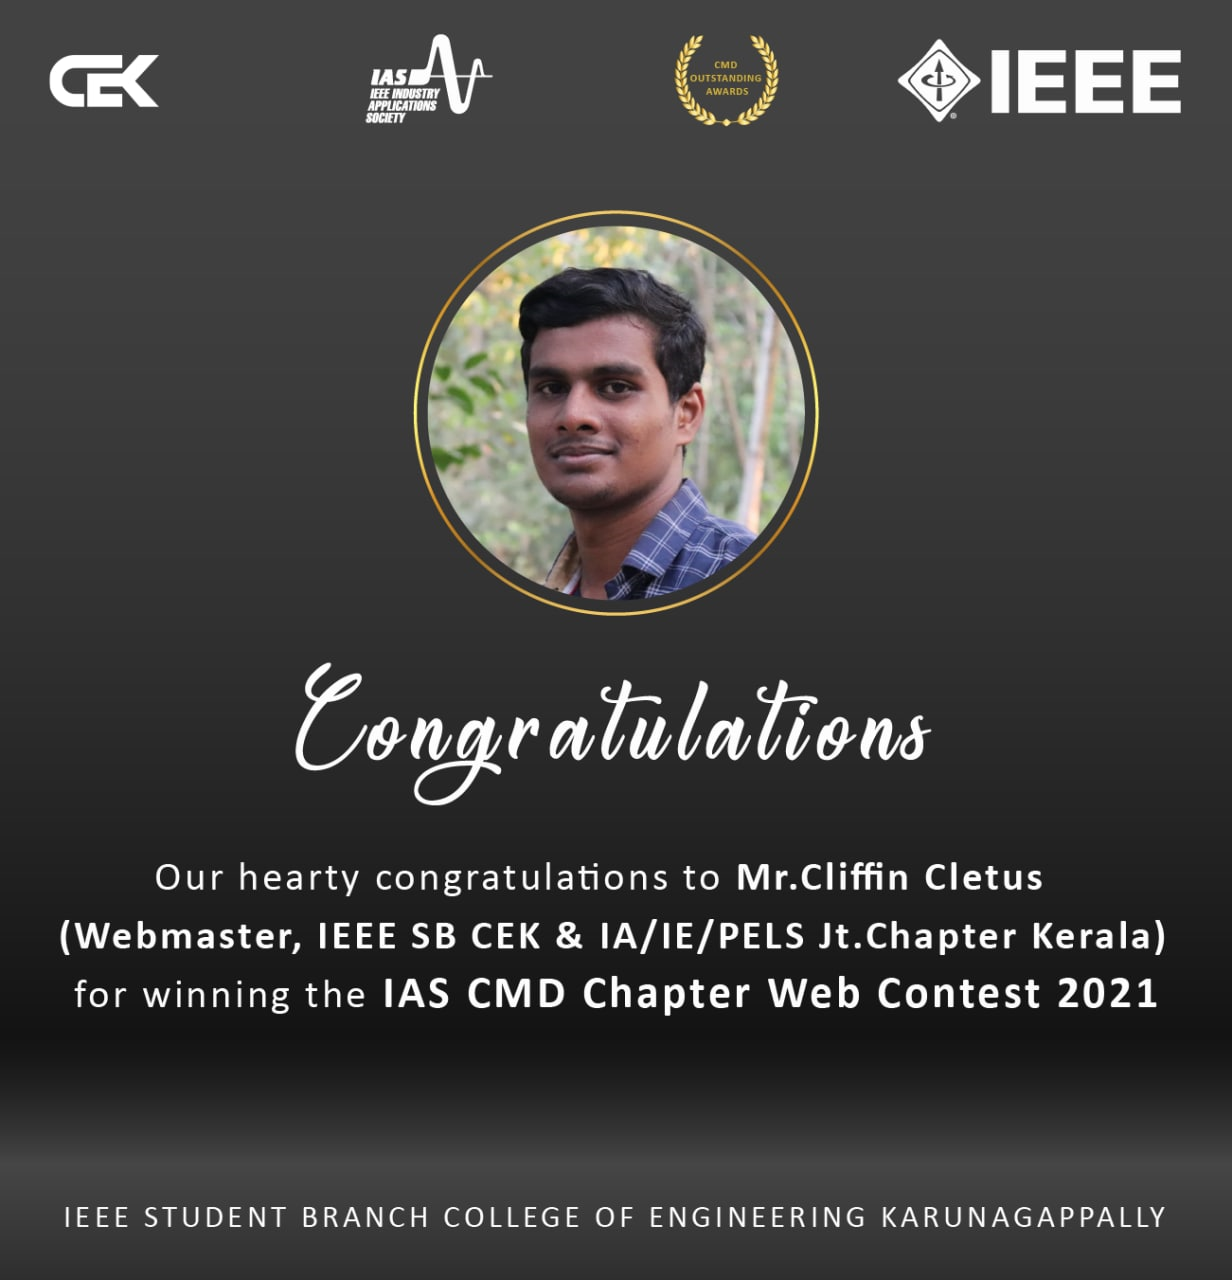 CEK
IAS
IEEE INDUSTRY
APPLICATIONS
SOCIETY
CMD
OUTSTANDING
AWARDS
IEEE
®
Congratulations
Our hearty congratulations to Mr.Cliffin Cletus
(Webmaster, IEEE SB CEK & IA/IE/PELS Jt.Chapter Kerala)
for winning the IAS CMD Chapter Web Contest 2021
IEEE STUDENT BRANCH COLLEGE OF ENGINEERING KARUNAGAPPALLY